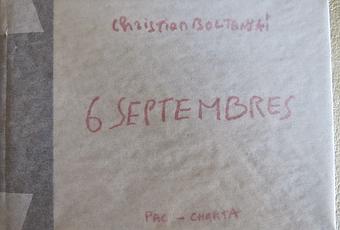 Christian BOLTANSKI
6 SEPTEMBRES
PAC - CHARTA